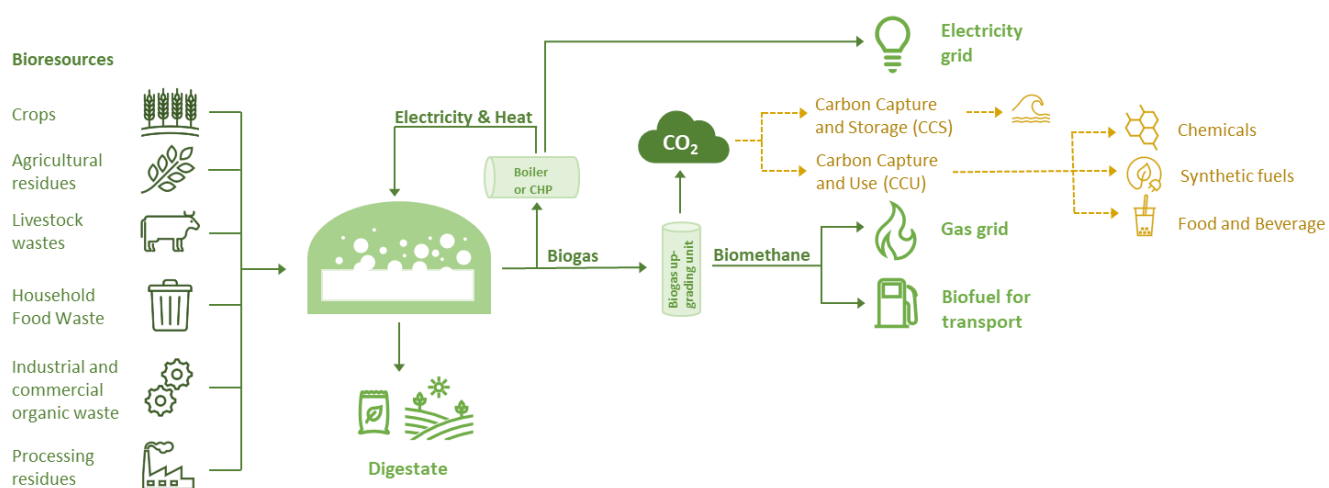 Bioresources
Crops
Agricultural
residues
Livestock
wastes
Household
Food Waste
Industrial and
commercial
organic waste
Processing
residues
Electricity & Heat
Boiler
or CHP
Biogas
Digestate
Biogas up-
grading unit
CO2
Biomethane
Electricity
grid
Carbon Capture
and Storage (CCS)
Carbon Capture
and Use (CCU)
Chemicals
Synthetic fuels
Food and Beverage
Gas grid
Biofuel for
transport